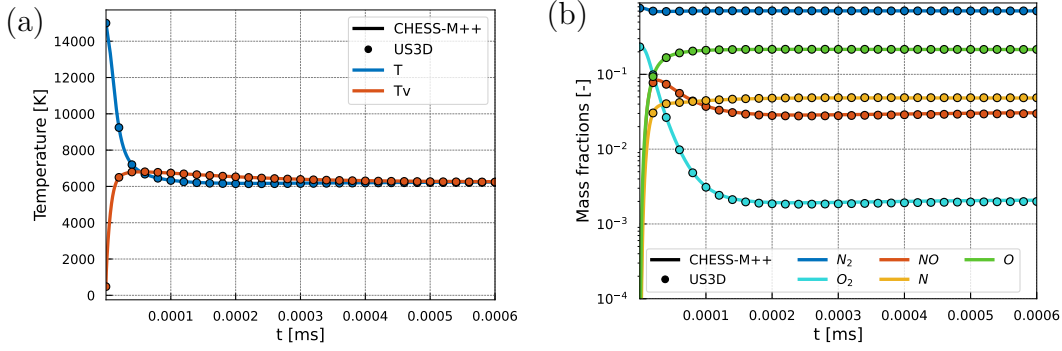 (a)
Temperature [K]
14000
12000
10000
8000
6000
4000
2000
0
CHESS-M++
US3D
T
Tv
0.0001 0.0002 0.0003 0.0004 0.0005 0.0006
t [ms]
(b)
Mass fractions [-]
10⁻¹
10⁻²
10⁻³
10⁻⁴
CHESS-M++
US3D
N₂
O₂
NO
N
O
0.0001 0.0002 0.0003 0.0004 0.0005 0.0006
t [ms]